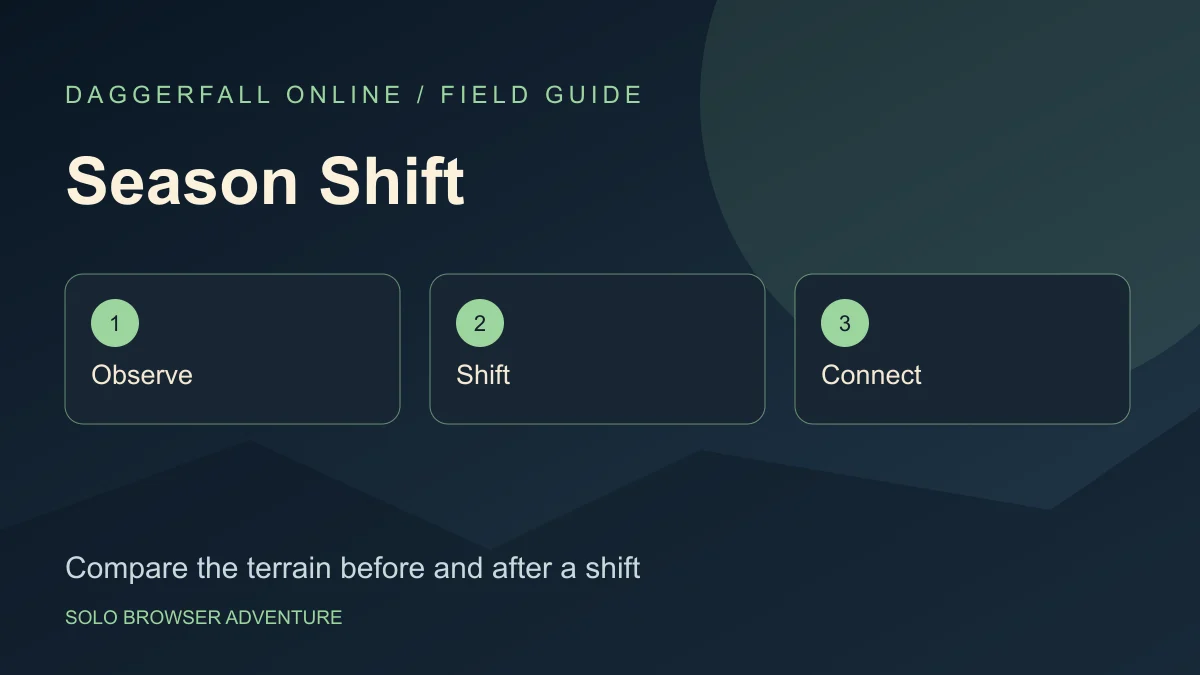 DAGGERFALL ONLINE / FIELD GUIDE
Season Shift
1
Observe
2
Shift
3
Connect
Compare the terrain before and after a shift
SOLO BROWSER ADVENTURE